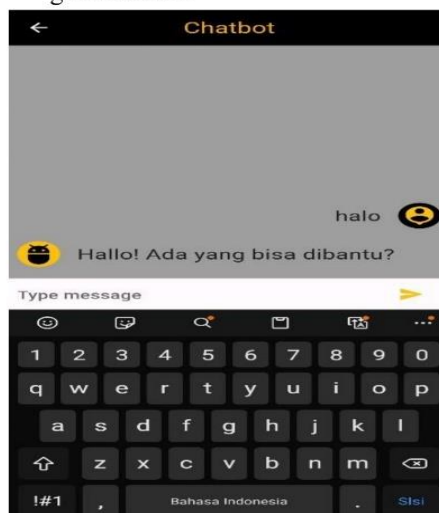 Chatbot
halo
Hallo! Ada yang bisa dibantu?
Type message
1 2 3 4 5 6 7 8 9 0
q w e r t y u i o p
a s d f g h j k l
z x c v b n m
!#1 , Bahasa Indonesia . SIsi